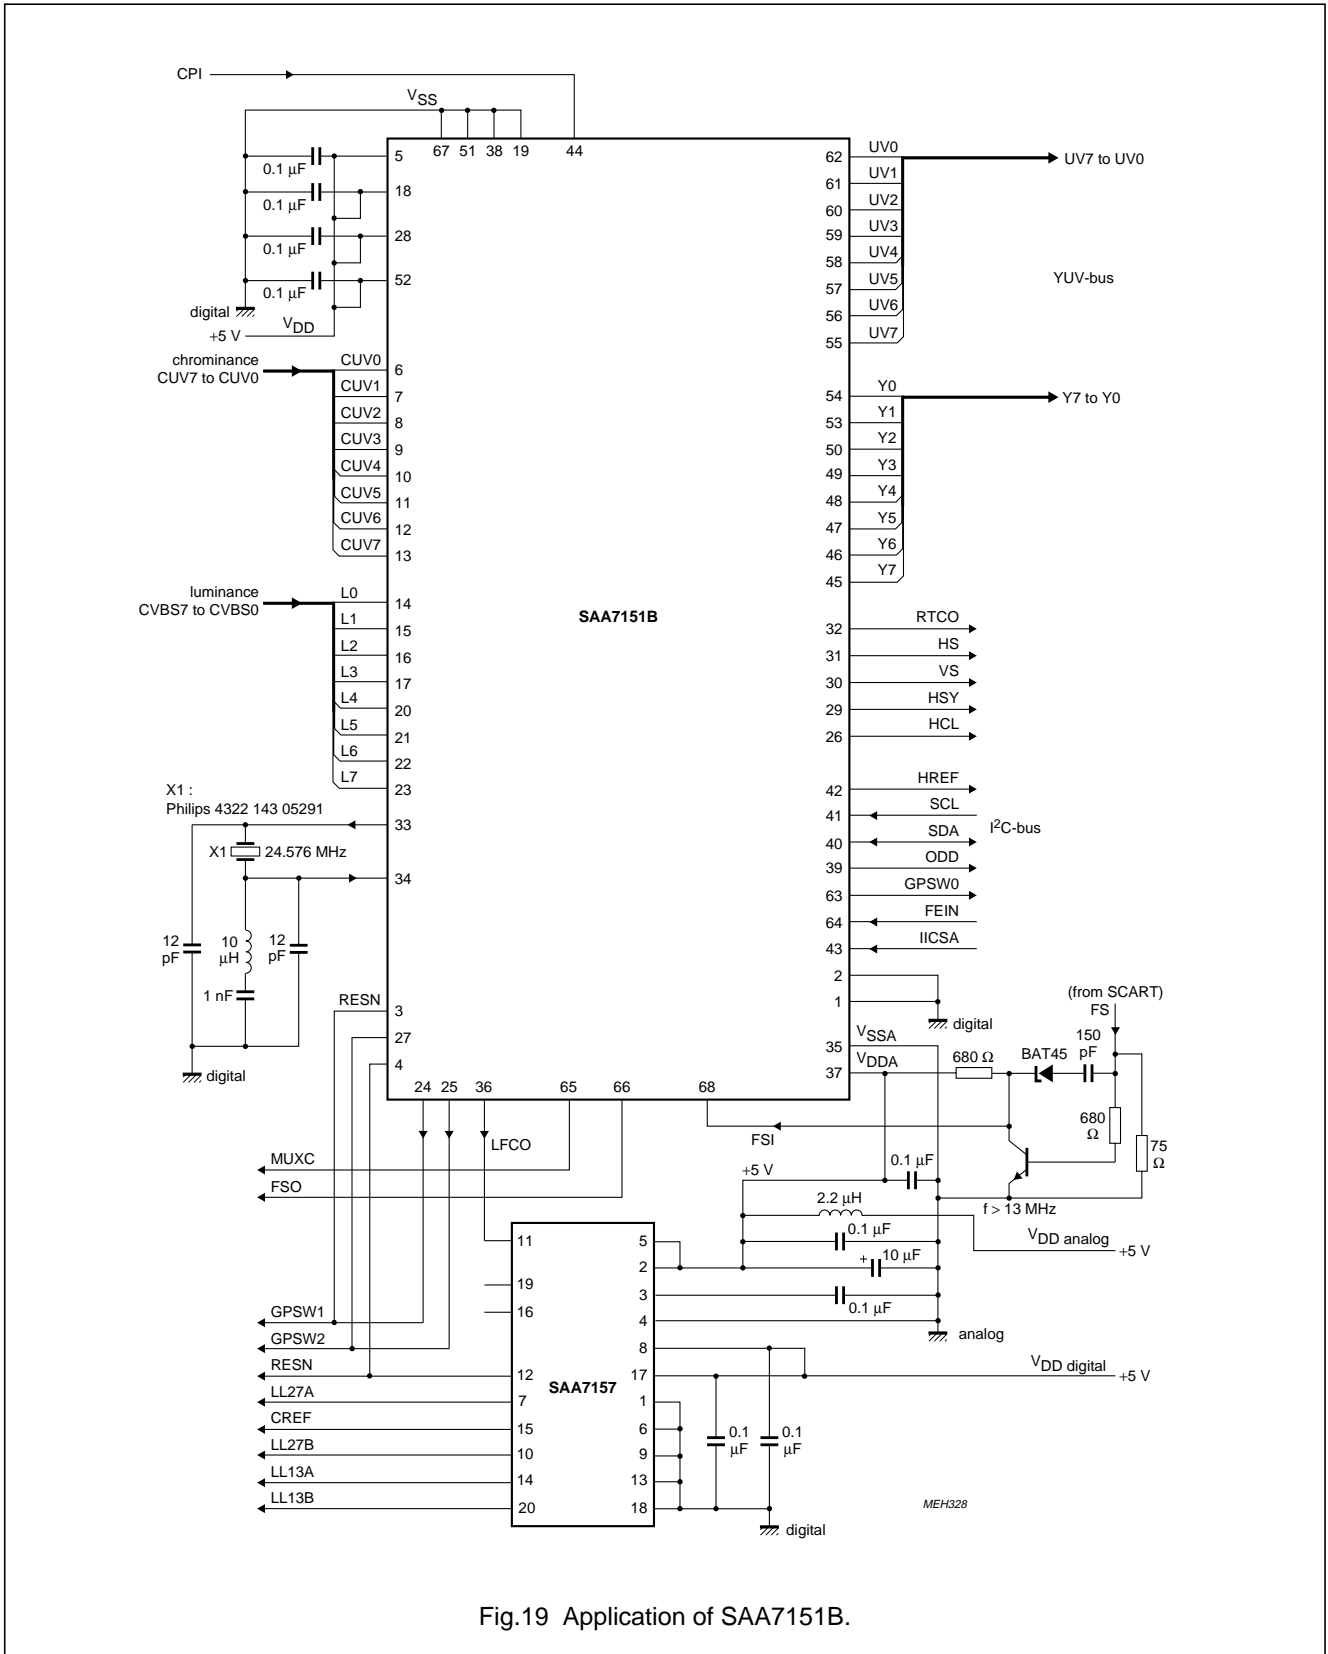 CPI
VSS
67 51 38 19 44
0.1 μF
5
0.1 μF
18
0.1 μF
28
0.1 μF
52
digital
VDD
+5 V
chrominance
CUV7 to CUV0
CUV0
6
CUV1
7
CUV2
8
CUV3
9
CUV4
10
CUV5
11
CUV6
12
CUV7
13
luminance
CVBS7 to CVBS0
L0
14
L1
15
L2
16
L3
17
L4
20
L5
21
L6
22
L7
23
X1 :
Philips 4322 143 05291
33
X1
24.576 MHz
34
12
pF
10
μH
12
pF
1 nF
digital
RESN
3
27
4
24 25 36 65 66 68
SAA7151B
62
UV0
61
UV1
60
UV2
59
UV3
58
UV4
57
UV5
56
UV6
55
UV7
UV7 to UV0
YUV-bus
54
Y0
53
Y1
50
Y2
49
Y3
48
Y4
47
Y5
46
Y6
45
Y7
Y7 to Y0
32
RTCO
31
HS
30
VS
29
HSY
26
HCL
42
HREF
41
SCL
40
SDA
I2C-bus
39
ODD
63
GPSW0
64
FEIN
43
IICSA
2
1
digital
35
VSSA
37
VDDA
680 Ω
BAT45
150
pF
(from SCART)
FS
680
Ω
75
Ω
FSI
f > 13 MHz
LFCO
MUXC
FSO
+5 V
0.1 μF
2.2 μH
0.1 μF
+ 10 μF
0.1 μF
VDD analog
+5 V
analog
VDD digital
+5 V
0.1
μF
0.1
μF
digital
GPSW1
GPSW2
RESN
LL27A
CREF
LL27B
LL13A
LL13B
11
19
16
12
7
15
10
14
20
SAA7157
5
2
3
4
8
17
1
6
9
13
18
MEH328
Fig.19 Application of SAA7151B.